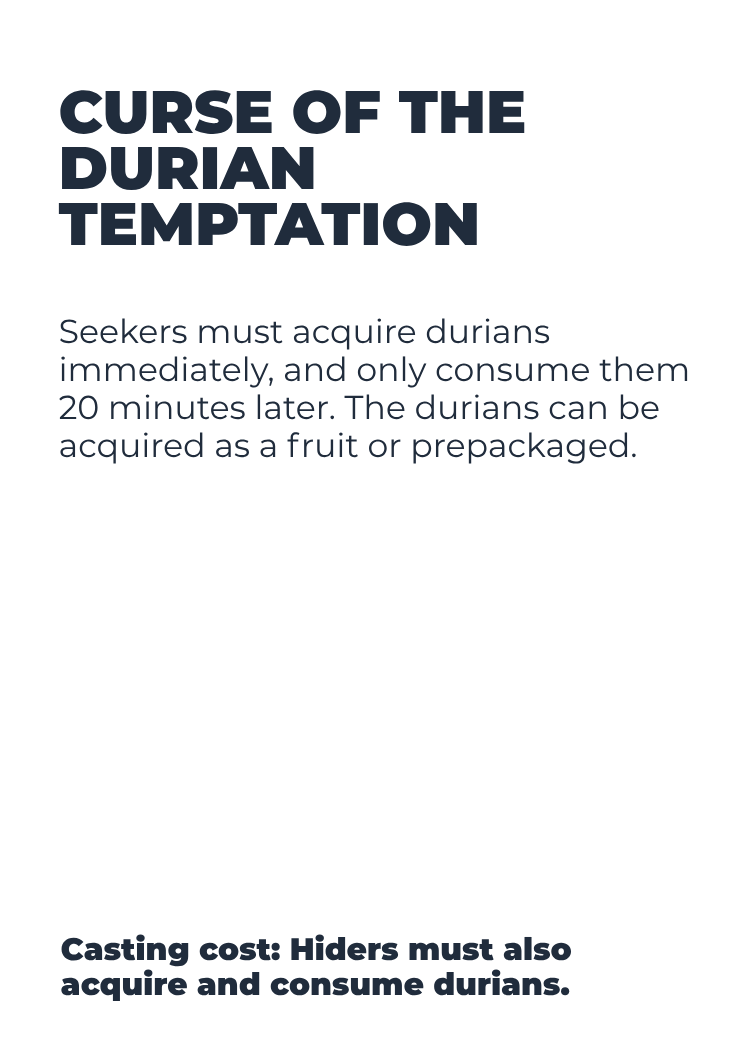 CURSE OF THE
DURIAN
TEMPTATION
Seekers must acquire durians
immediately, and only consume them
20 minutes later. The durians can be
acquired as a fruit or prepackaged.
Casting cost: Hiders must also
acquire and consume durians.